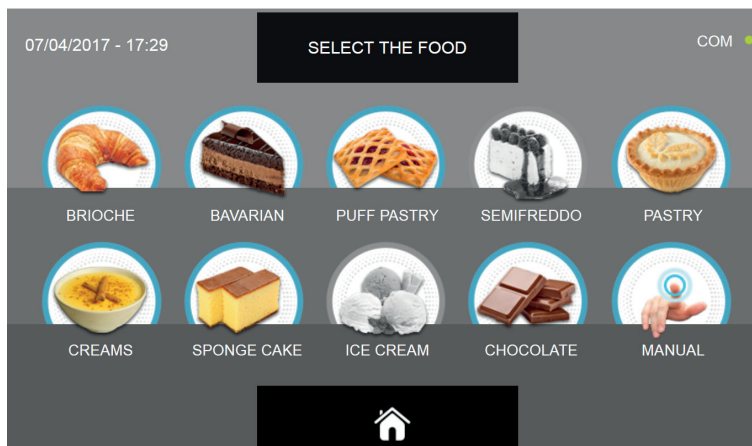 07/04/2017 - 17:29
SELECT THE FOOD
COM
BRIOCHE
BAVARIAN
PUFF PASTRY
SEMIFREDDO
PASTRY
CREAMS
SPONGE CAKE
ICE CREAM
CHOCOLATE
MANUAL